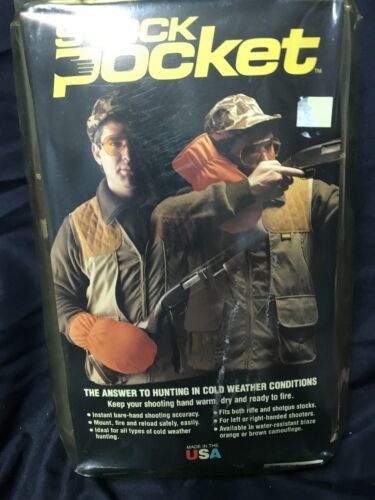 STOCK
Pocket™
THE ANSWER TO HUNTING IN COLD WEATHER CONDITIONS
Keep your shooting hand warm, dry and ready to fire.
• Instant bare-hand shooting accuracy.
• Mount, fire and reload safely, easily.
• Ideal for all types of cold weather
hunting.
• Fits both rifle and shotgun stocks.
• For left or right-handed shooters.
• Available in water-resistant blaze
orange or brown camouflage.
MADE IN THE
USA